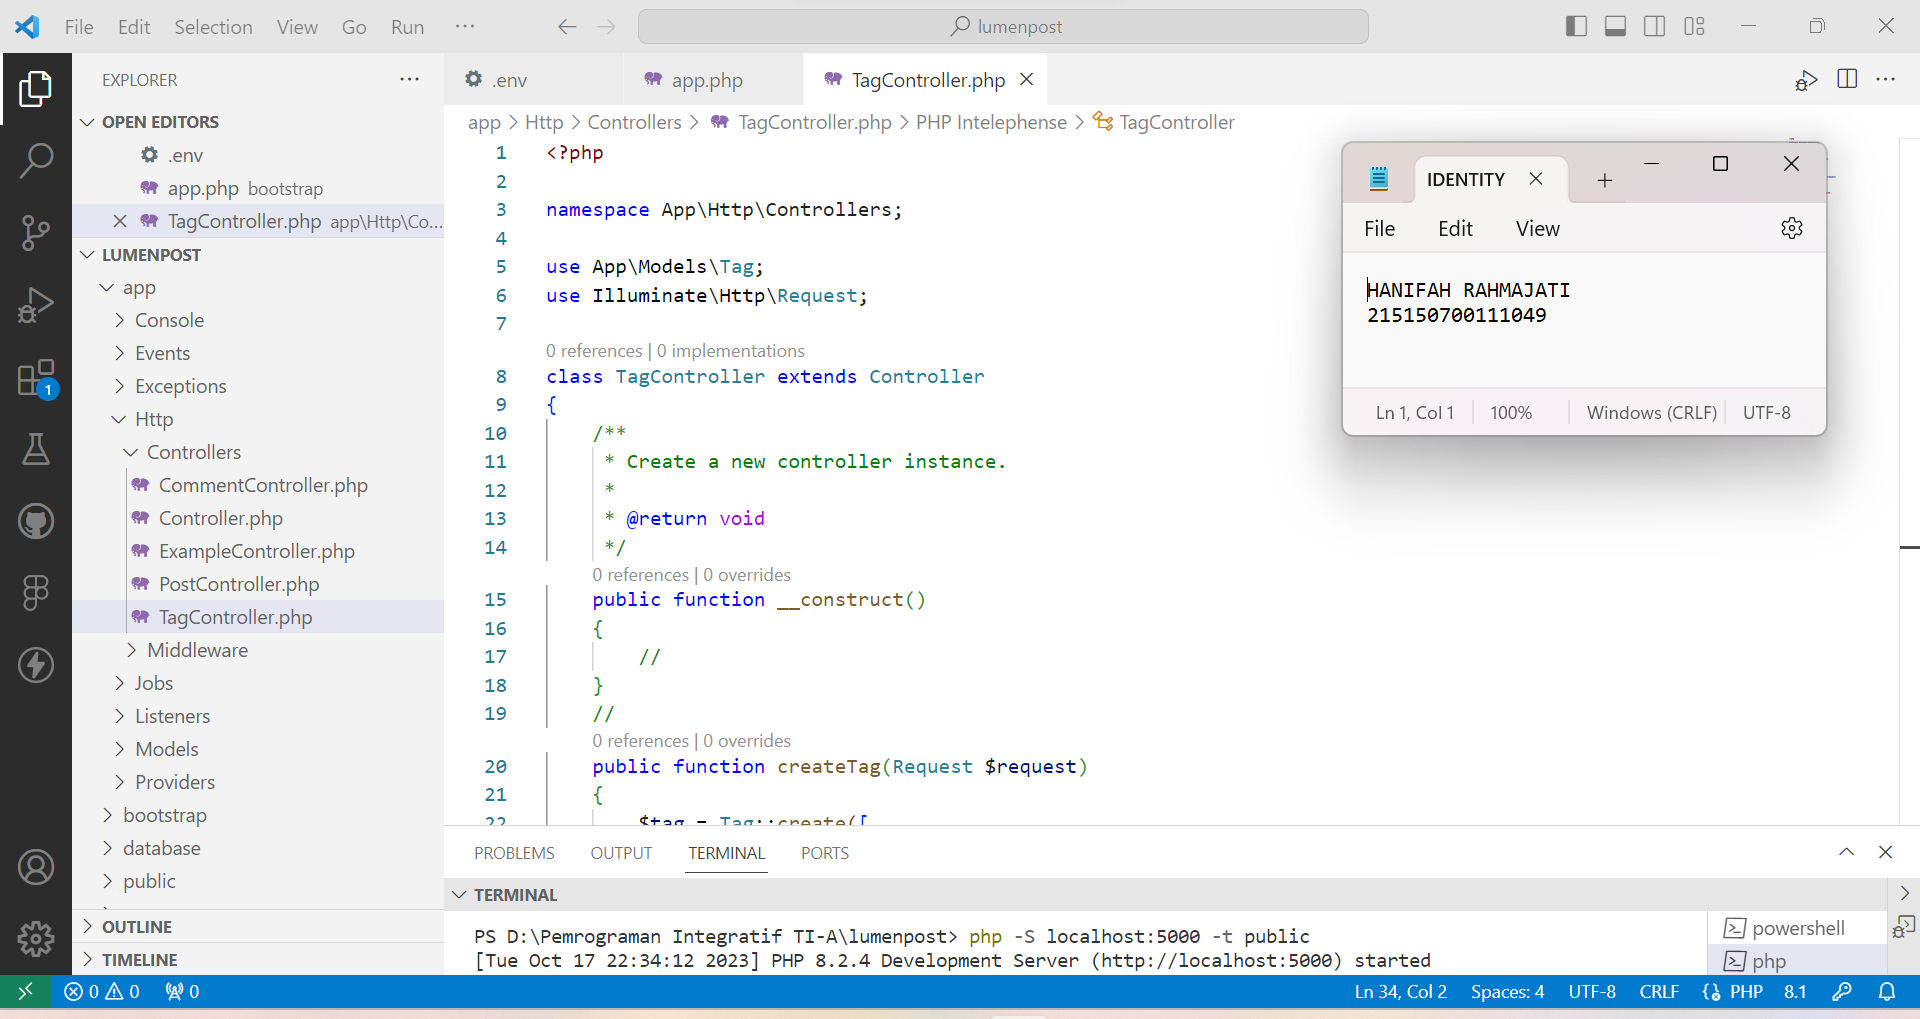 File Edit Selection View Go Run ···
lumenpost
EXPLORER
OPEN EDITORS
.env
app.php bootstrap
TagController.php app\Http\Co...
LUMENPOST
app
Console
Events
Exceptions
Http
Controllers
CommentController.php
Controller.php
ExampleController.php
PostController.php
TagController.php
Middleware
Jobs
Listeners
Models
Providers
bootstrap
database
public
OUTLINE
TIMELINE
1
.env
app.php
TagController.php
app > Http > Controllers > TagController.php > PHP Intelephense > TagController
1 <?php
2
3 namespace App\Http\Controllers;
4
5 use App\Models\Tag;
6 use Illuminate\Http\Request;
7
0 references | 0 implementations
8 class TagController extends Controller
9 {
10 /**
11 * Create a new controller instance.
12 *
13 * @return void
14 */
0 references | 0 overrides
15 public function __construct()
16 {
17 //
18 }
19 //
0 references | 0 overrides
20 public function createTag(Request $request)
21 {
22 $tag = Tag::create([
IDENTITY
File Edit View
HANIFAH RAHMAJATI
215150700111049
Ln 1, Col 1 100% Windows (CRLF) UTF-8
PROBLEMS OUTPUT TERMINAL PORTS
TERMINAL
PS D:\Pemrograman Integratif TI-A\lumenpost> php -S localhost:5000 -t public
[Tue Oct 17 22:34:12 2023] PHP 8.2.4 Development Server (http://localhost:5000) started
powershell
php
0 0 0
Ln 34, Col 2 Spaces: 4 UTF-8 CRLF PHP 8.1